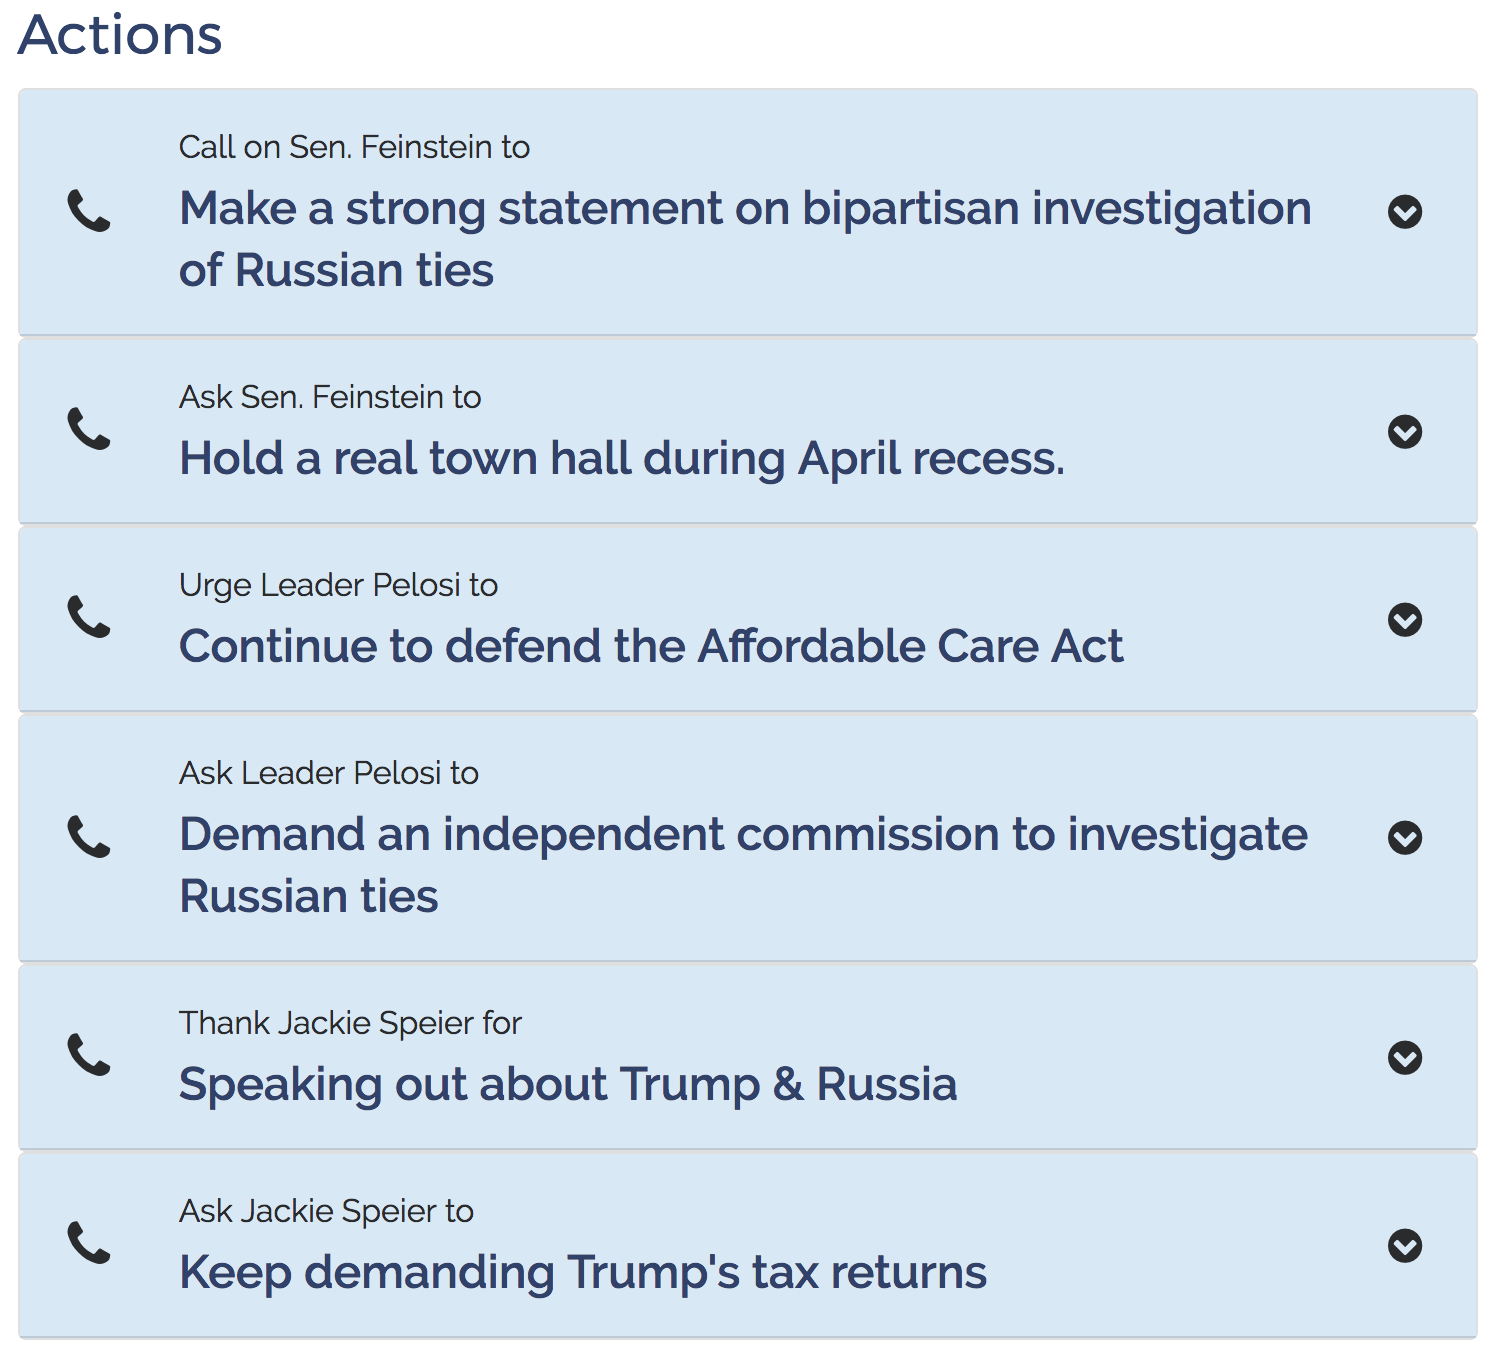 Actions
Call on Sen. Feinstein to
Make a strong statement on bipartisan investigation
of Russian ties
Ask Sen. Feinstein to
Hold a real town hall during April recess.
Urge Leader Pelosi to
Continue to defend the Affordable Care Act
Ask Leader Pelosi to
Demand an independent commission to investigate
Russian ties
Thank Jackie Speier for
Speaking out about Trump & Russia
Ask Jackie Speier to
Keep demanding Trump's tax returns